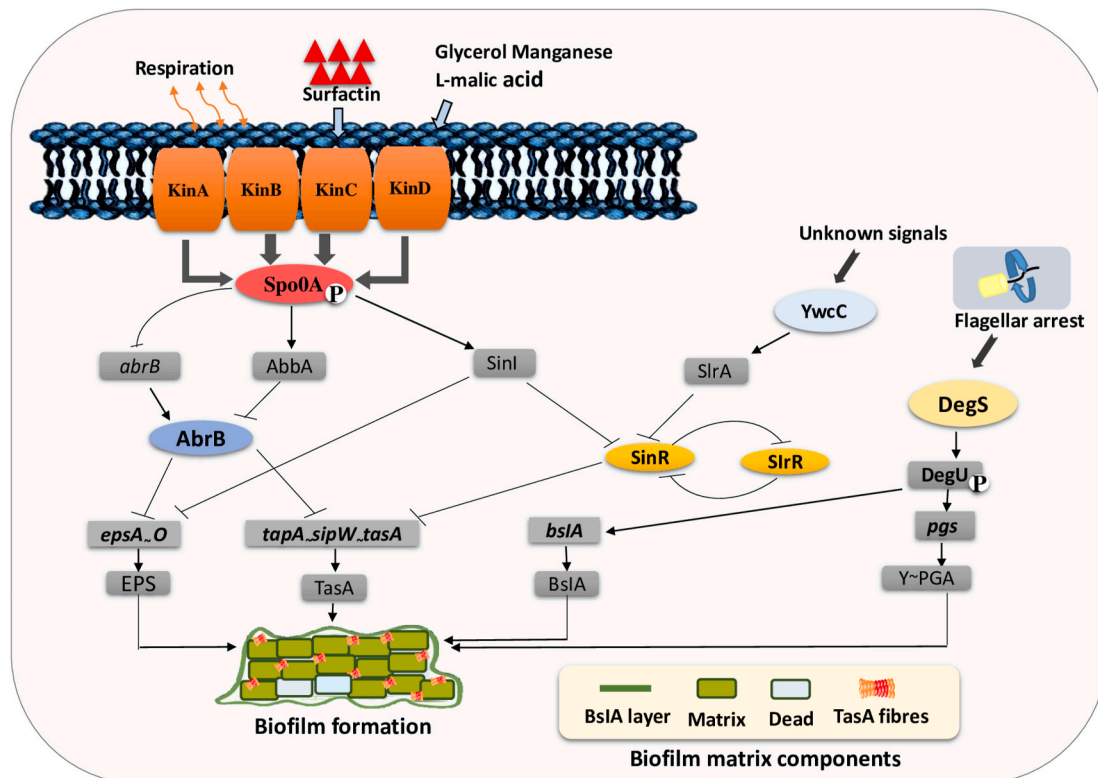 Respiration
Surfactin
Glycerol Manganese
L-malic acid
KinA
KinB
KinC
KinD
Unknown signals
Spo0A
P
YwcC
Flagellar arrest
abrB
AbbA
SinI
SlrA
DegS
AbrB
SinR
SlrR
DegU
P
epsA~O
tapA~sipW~tasA
bslA
pgs
EPS
TasA
BslA
Y~PGA
BslA layer
Matrix
Dead
TasA fibres
Biofilm formation
Biofilm matrix components